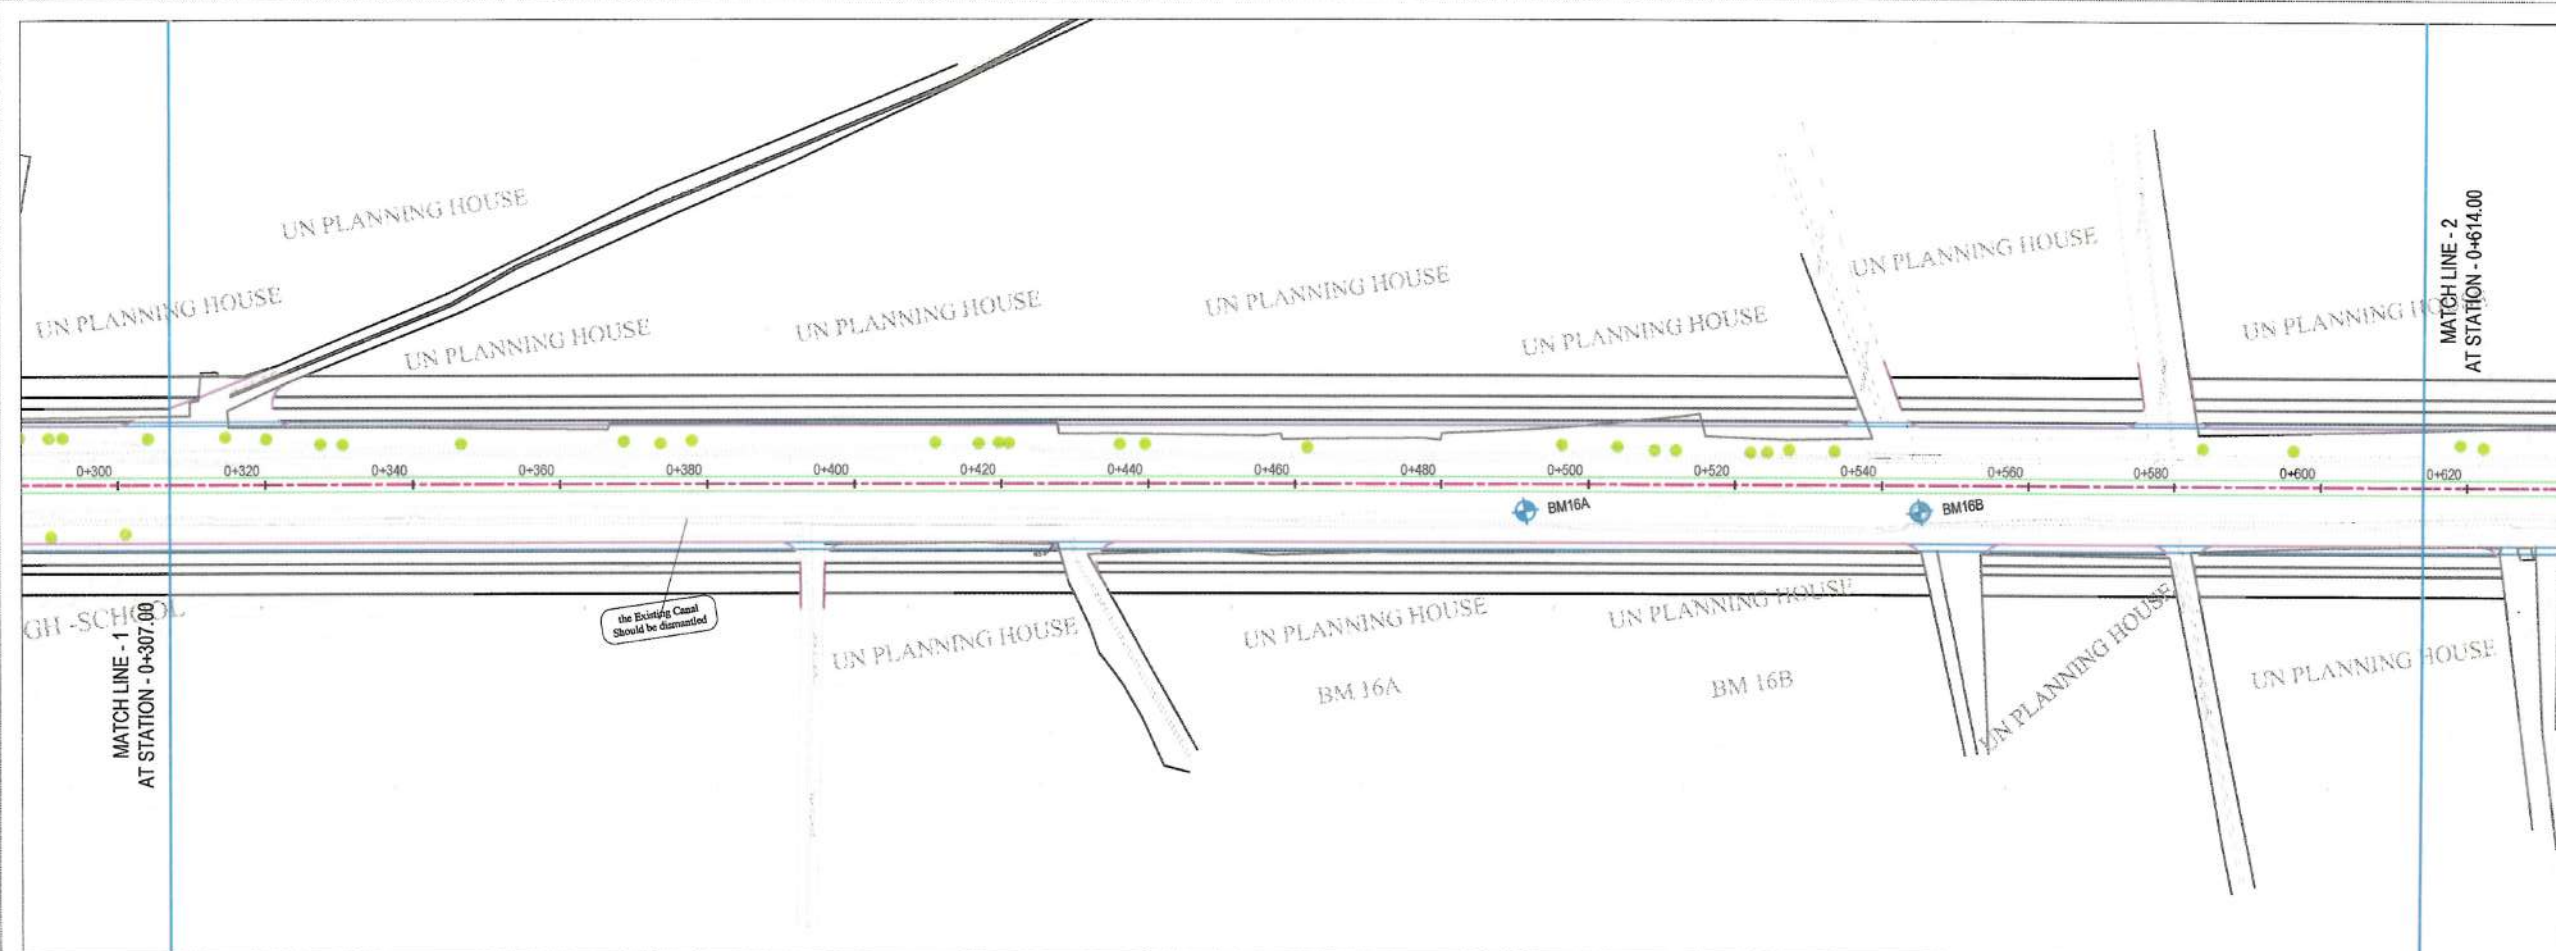 UN PLANNING HOUSE
UN PLANNING HOUSE
UN PLANNING HOUSE
UN PLANNING HOUSE
UN PLANNING HOUSE
UN PLANNING HOUSE
UN PLANNING HOUSE
UN PLANNING HOUSE
MATCH LINE - 2
AT STATION - 0+614.00
0+300 0+320 0+340 0+360 0+380 0+400 0+420 0+440 0+460 0+480 0+500 0+520 0+540 0+560 0+580 0+600 0+620
BM16A
BM16B
GH -SCHOOL
MATCH LINE - 1
AT STATION - 0+307.00
the Existing Canal
Should be dismantled
UN PLANNING HOUSE
UN PLANNING HOUSE
UN PLANNING HOUSE
UN PLANNING HOUSE
UN PLANNING HOUSE
BM 16A
BM 16B